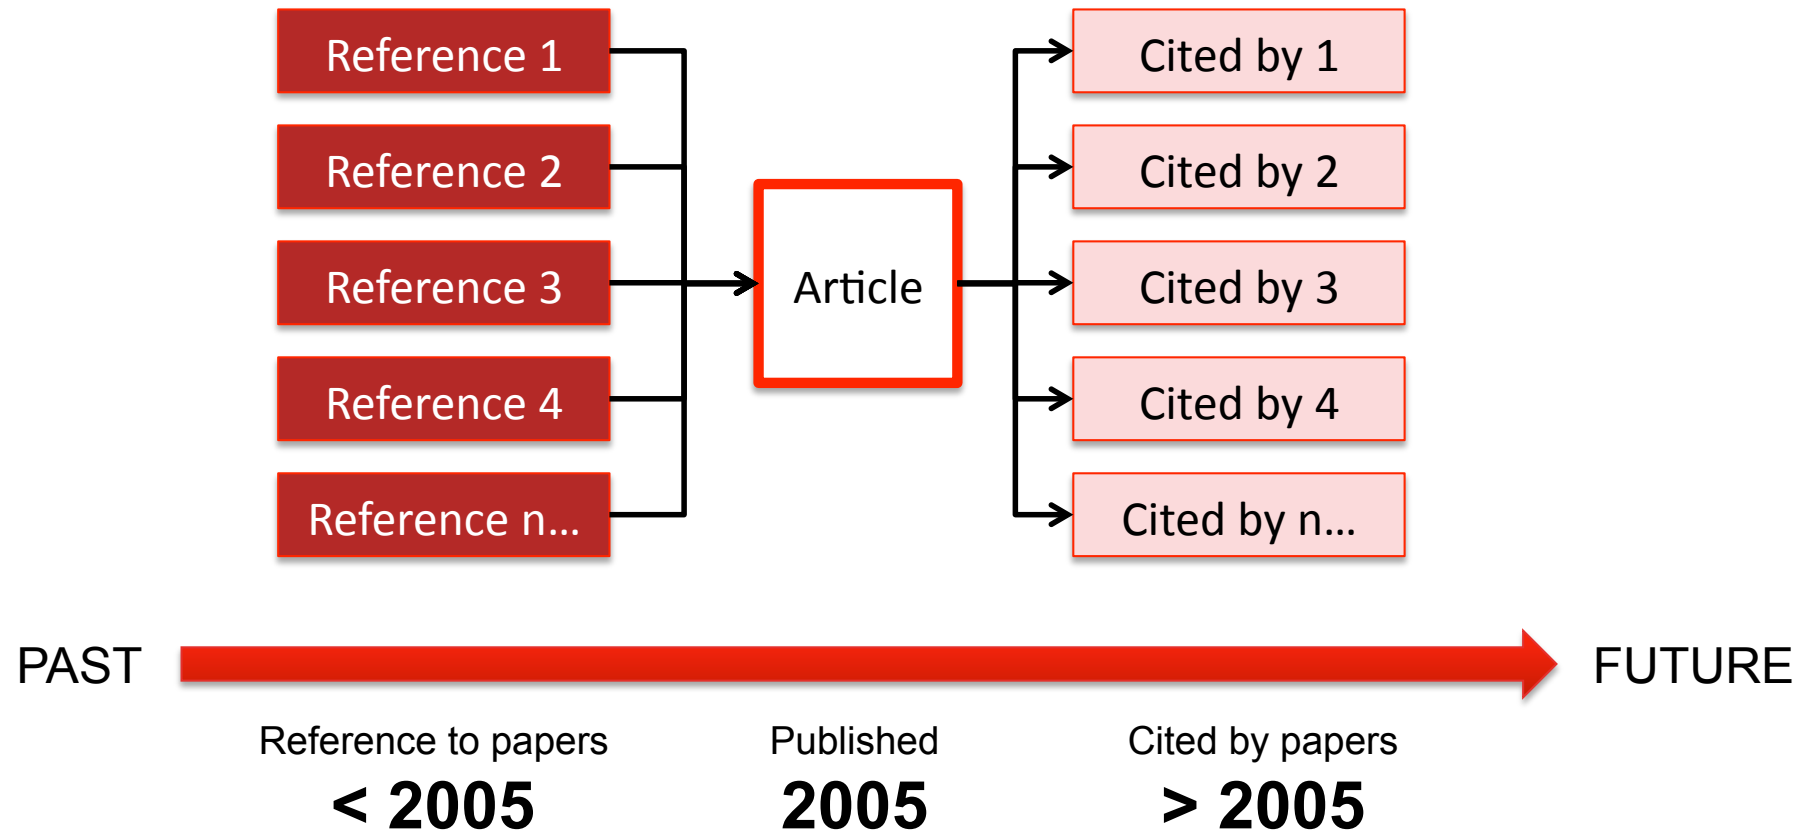 Reference 1
Reference 2
Reference 3
Reference 4
Reference n...
Article
Cited by 1
Cited by 2
Cited by 3
Cited by 4
Cited by n...
PAST
FUTURE
Reference to papers
< 2005
Published
2005
Cited by papers
> 2005